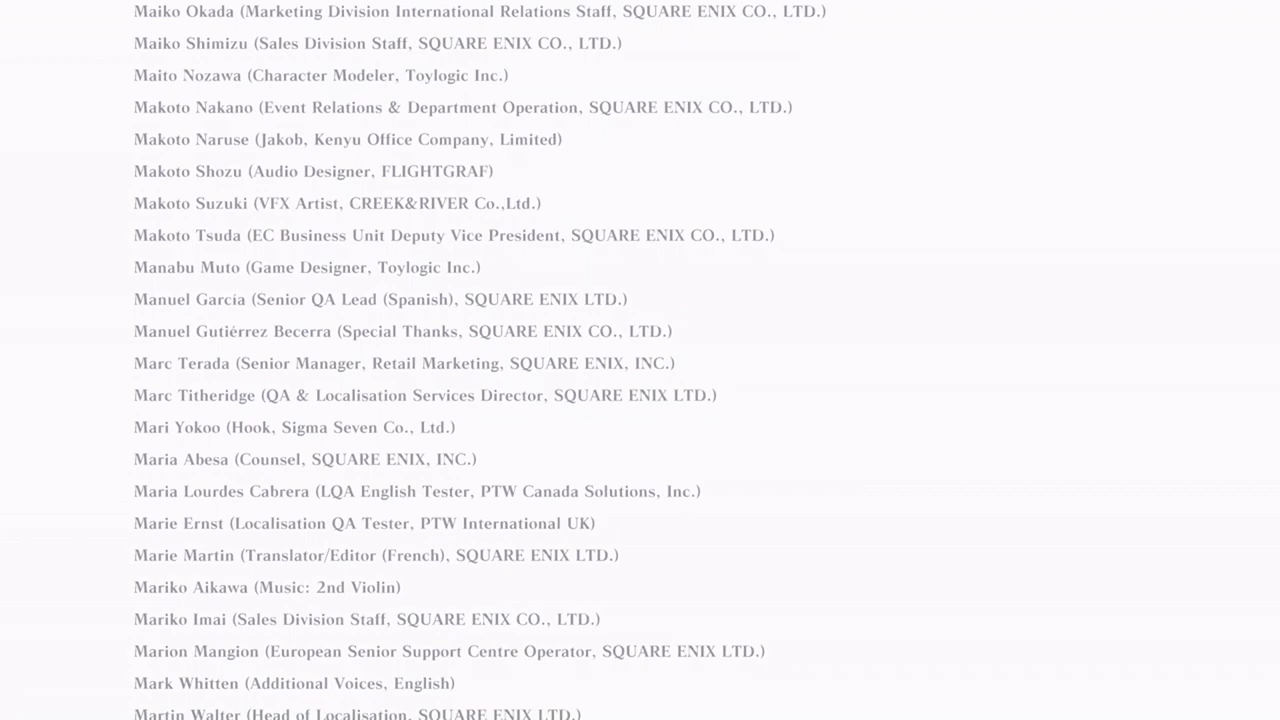 Maiko Okada (Marketing Division International Relations Staff, SQUARE ENIX CO., LTD.)
Maiko Shimizu (Sales Division Staff, SQUARE ENIX CO., LTD.)
Maito Nozawa (Character Modeler, Toylogic Inc.)
Makoto Nakano (Event Relations & Department Operation, SQUARE ENIX CO., LTD.)
Makoto Naruse (Jakob, Kenyu Office Company, Limited)
Makoto Shozu (Audio Designer, FLIGHTGRAF)
Makoto Suzuki (VFX Artist, CREEK&RIVER Co.,Ltd.)
Makoto Tsuda (EC Business Unit Deputy Vice President, SQUARE ENIX CO., LTD.)
Manabu Muto (Game Designer, Toylogic Inc.)
Manuel García (Senior QA Lead (Spanish), SQUARE ENIX LTD.)
Manuel Gutiérrez Becerra (Special Thanks, SQUARE ENIX CO., LTD.)
Marc Terada (Senior Manager, Retail Marketing, SQUARE ENIX, INC.)
Marc Titheridge (QA & Localisation Services Director, SQUARE ENIX LTD.)
Mari Yokoo (Hook, Sigma Seven Co., Ltd.)
Maria Abesa (Counsel, SQUARE ENIX, INC.)
Maria Lourdes Cabrera (LQA English Tester, PTW Canada Solutions, Inc.)
Marie Ernst (Localisation QA Tester, PTW International UK)
Marie Martin (Translator/Editor (French), SQUARE ENIX LTD.)
Mariko Aikawa (Music: 2nd Violin)
Mariko Imai (Sales Division Staff, SQUARE ENIX CO., LTD.)
Marion Mangion (European Senior Support Centre Operator, SQUARE ENIX LTD.)
Mark Whitten (Additional Voices, English)
Martin Walter (Head of Localisation, SQUARE ENIX LTD.)